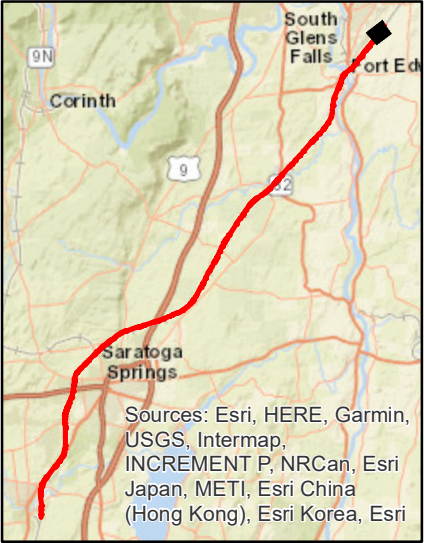 South
Glens
Falls
9N
Fort Edw
Corinth
9
32
Saratoga
Springs
Sources: Esri, HERE, Garmin,
USGS, Intermap,
INCREMENT P, NRCan, Esri
Japan, METI, Esri China
(Hong Kong), Esri Korea, Esri